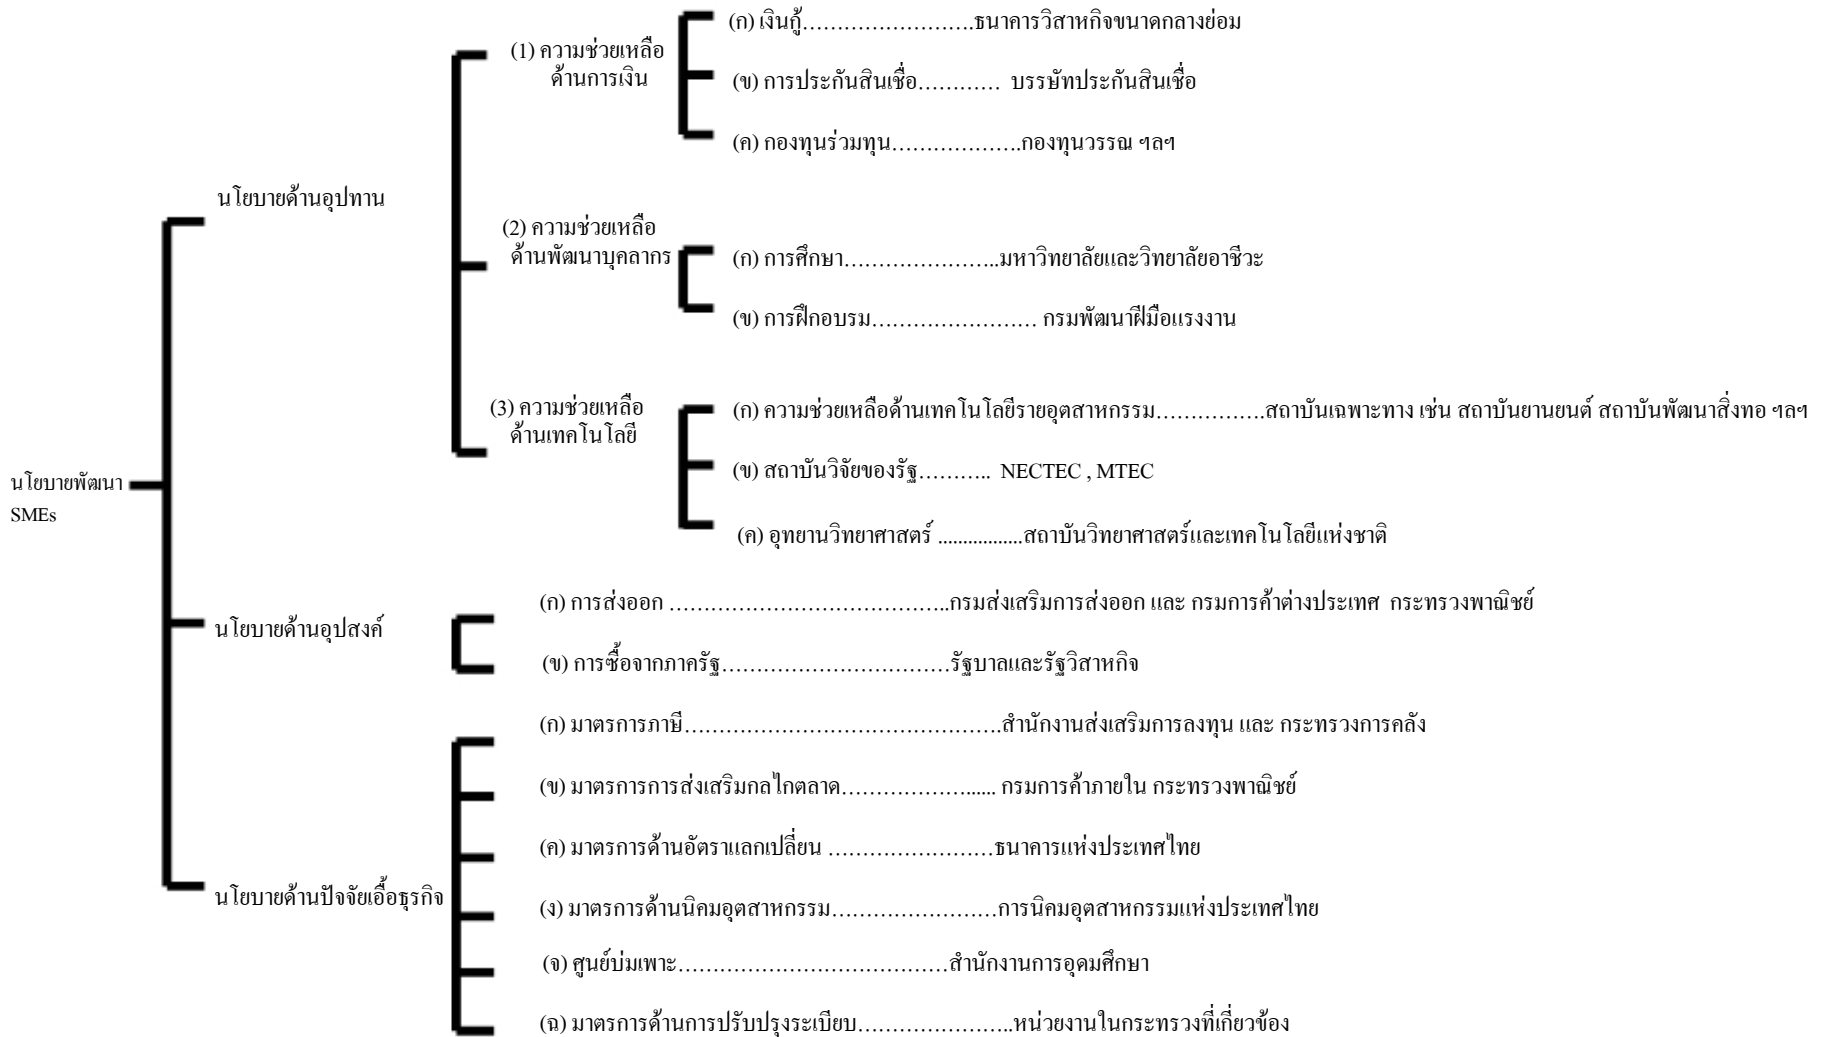 (ก) เงินกู้…………………….ธนาคารวิสาหกิจขนาดกลางย่อม
(1) ความช่วยเหลือ
ด้านการเงิน
(ข) การประกันสินเชื่อ………… บรรษัทประกันสินเชื่อ
(ค) กองทุนร่วมทุน……………….กองทุนวรรณ ฯลฯ
นโยบายด้านอุปทาน
(2) ความช่วยเหลือ
ด้านพัฒนาบุคลากร
(ก) การศึกษา…………………..มหาวิทยาลัยและวิทยาลัยอาชีวะ
(ข) การฝึกอบรม…………………… กรมพัฒนาฝีมือแรงงาน
(3) ความช่วยเหลือ
ด้านเทคโนโลยี
(ก) ความช่วยเหลือด้านเทคโนโลยีรายอุตสาหกรรม…………….สถาบันเฉพาะทาง เช่น สถาบันยานยนต์ สถาบันพัฒนาสิ่งทอ ฯลฯ
(ข) สถาบันวิจัยของรัฐ……….. NECTEC , MTEC
นโยบายพัฒนา
SMEs
(ค) อุทยานวิทยาศาสตร์ ................สถาบันวิทยาศาสตร์และเทคโนโลยีแห่งชาติ
(ก) การส่งออก …………………………………..กรมส่งเสริมการส่งออก และ กรมการค้าต่างประเทศ กระทรวงพาณิชย์
นโยบายด้านอุปสงค์
(ข) การซื้อจากภาครัฐ……………………………รัฐบาลและรัฐวิสาหกิจ
(ก) มาตรการภาษี……………………………………….สำนักงานส่งเสริมการลงทุน และ กระทรวงการคลัง
(ข) มาตรการการส่งเสริมกลไกตลาด………………...... กรมการค้าภายใน กระทรวงพาณิชย์
(ค) มาตรการด้านอัตราแลกเปลี่ยน ……………………ธนาคารแห่งประเทศไทย
นโยบายด้านปัจจัยเอื้อธุรกิจ
(ง) มาตรการด้านนิคมอุตสาหกรรม……………………การนิคมอุตสาหกรรมแห่งประเทศไทย
(จ) ศูนย์บ่มเพาะ…………………………………สำนักงานการอุดมศึกษา
(ฉ) มาตรการด้านการปรับปรุงระเบียบ…………………..หน่วยงานในกระทรวงที่เกี่ยวข้อง